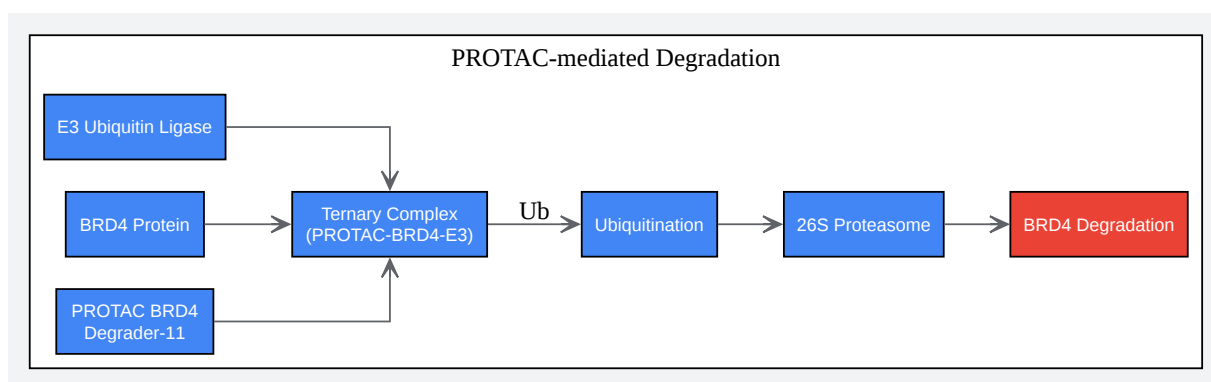 PROTAC-mediated Degradation
E3 Ubiquitin Ligase
BRD4 Protein
PROTAC BRD4
Degrader-11
Ternary Complex
(PROTAC-BRD4-E3)
Ub
Ubiquitination
26S Proteasome
BRD4 Degradation